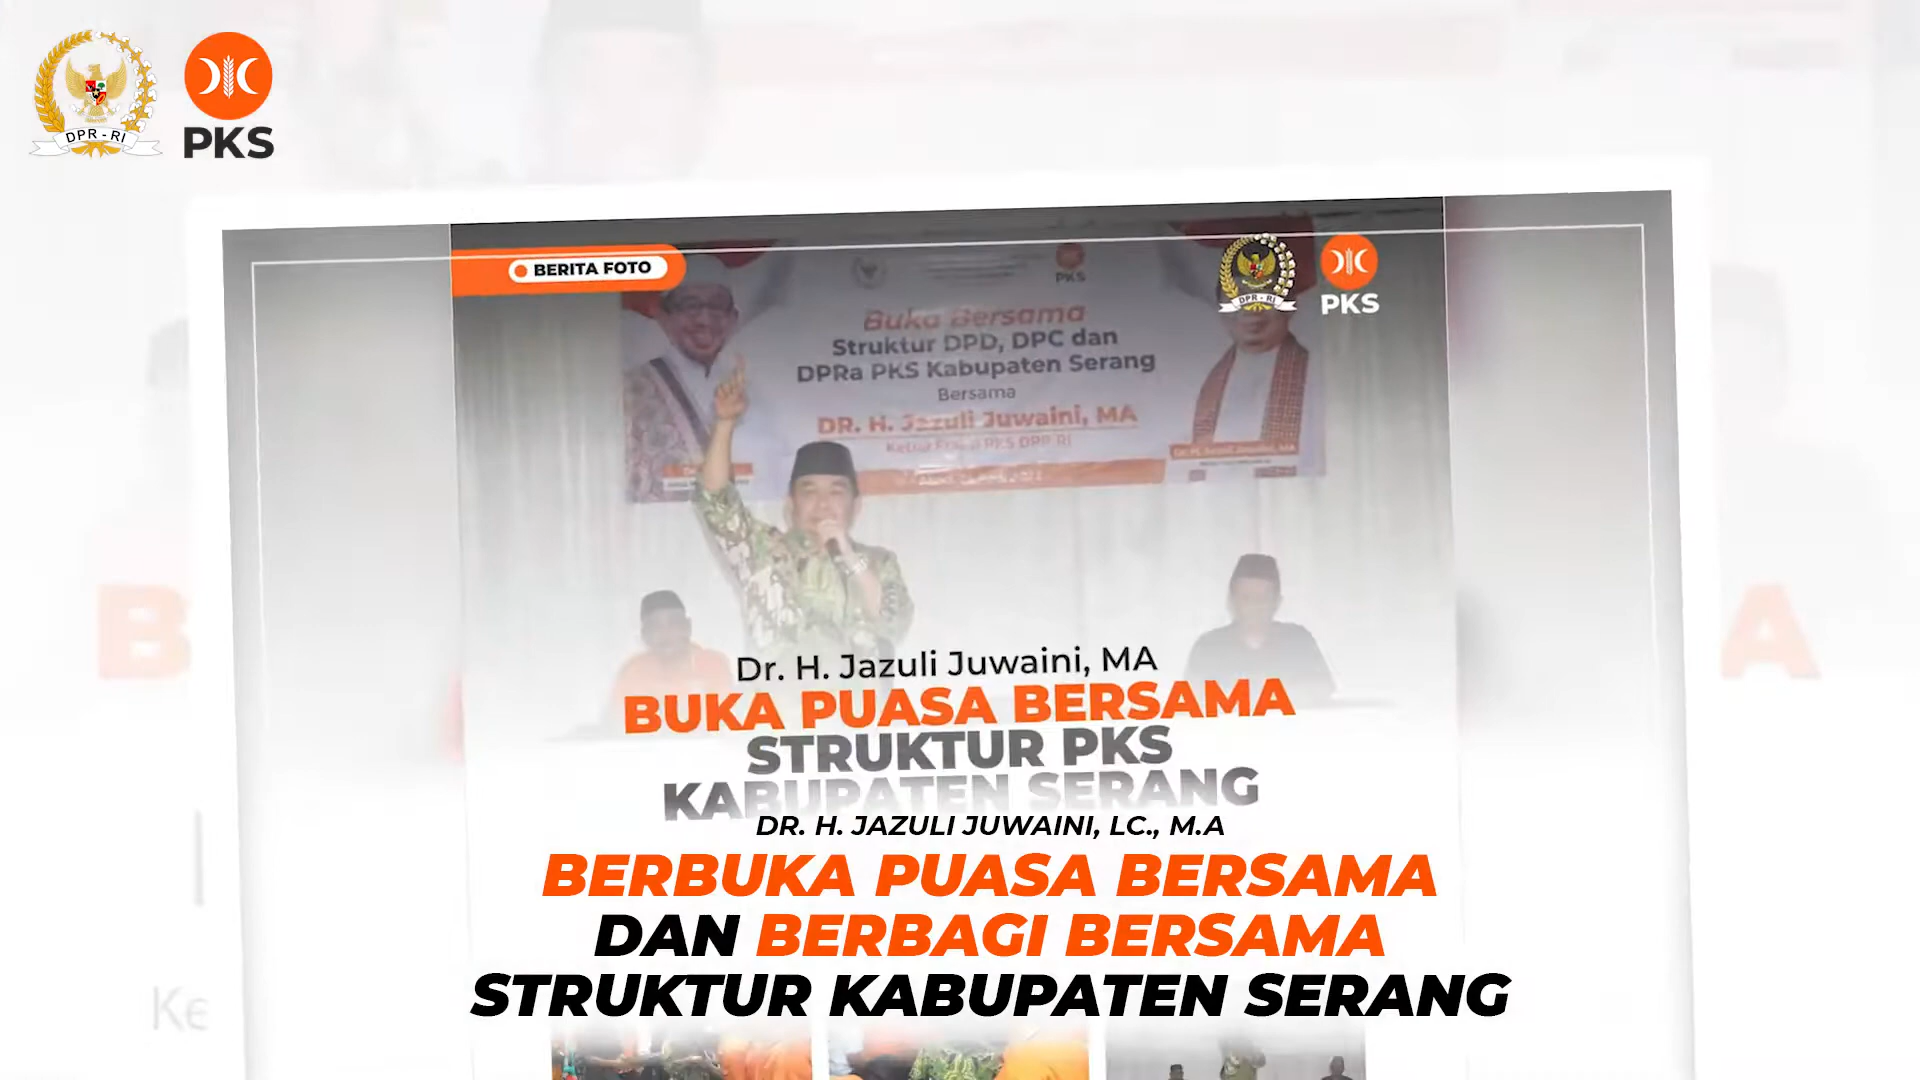 DPR - RI
PKS
BERITA FOTO
DPR - RI
PKS
PKS
Buka Bersama
Struktur DPD, DPC dan
DPRa PKS Kabupaten Serang
Bersama
DR. H. Jazuli Juwaini, MA
Dr. H. Jazuli Juwaini, MA
BUKA PUASA BERSAMA
STRUKTUR PKS
KABUPATEN SERANG
DR. H. JAZULI JUWAINI, LC., M.A
BERBUKA PUASA BERSAMA
DAN BERBAGI BERSAMA
STRUKTUR KABUPATEN SERANG
B
A
Ke